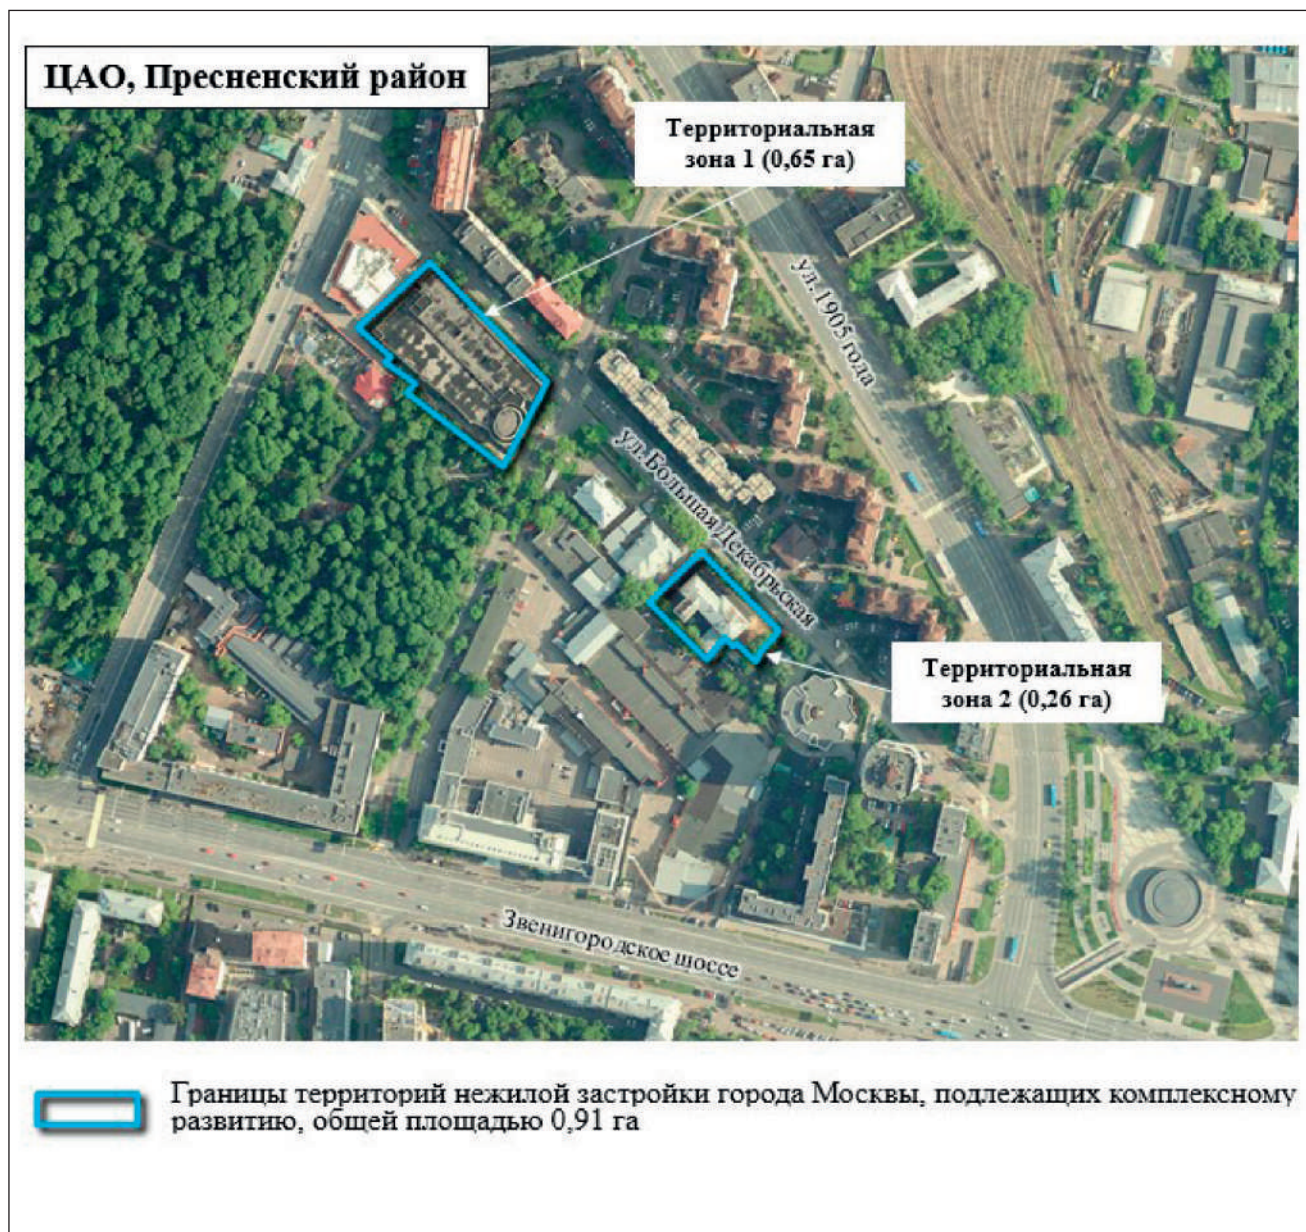 ЦАО, Пресненский район
Территориальная
зона 1 (0,65 га)
ул. 1905 года
ул. Большая Декабрьская
Территориальная
зона 2 (0,26 га)
Звенигородское шоссе
Границы территорий нежилой застройки города Москвы, подлежащих комплексному
развитию, общей площадью 0,91 га